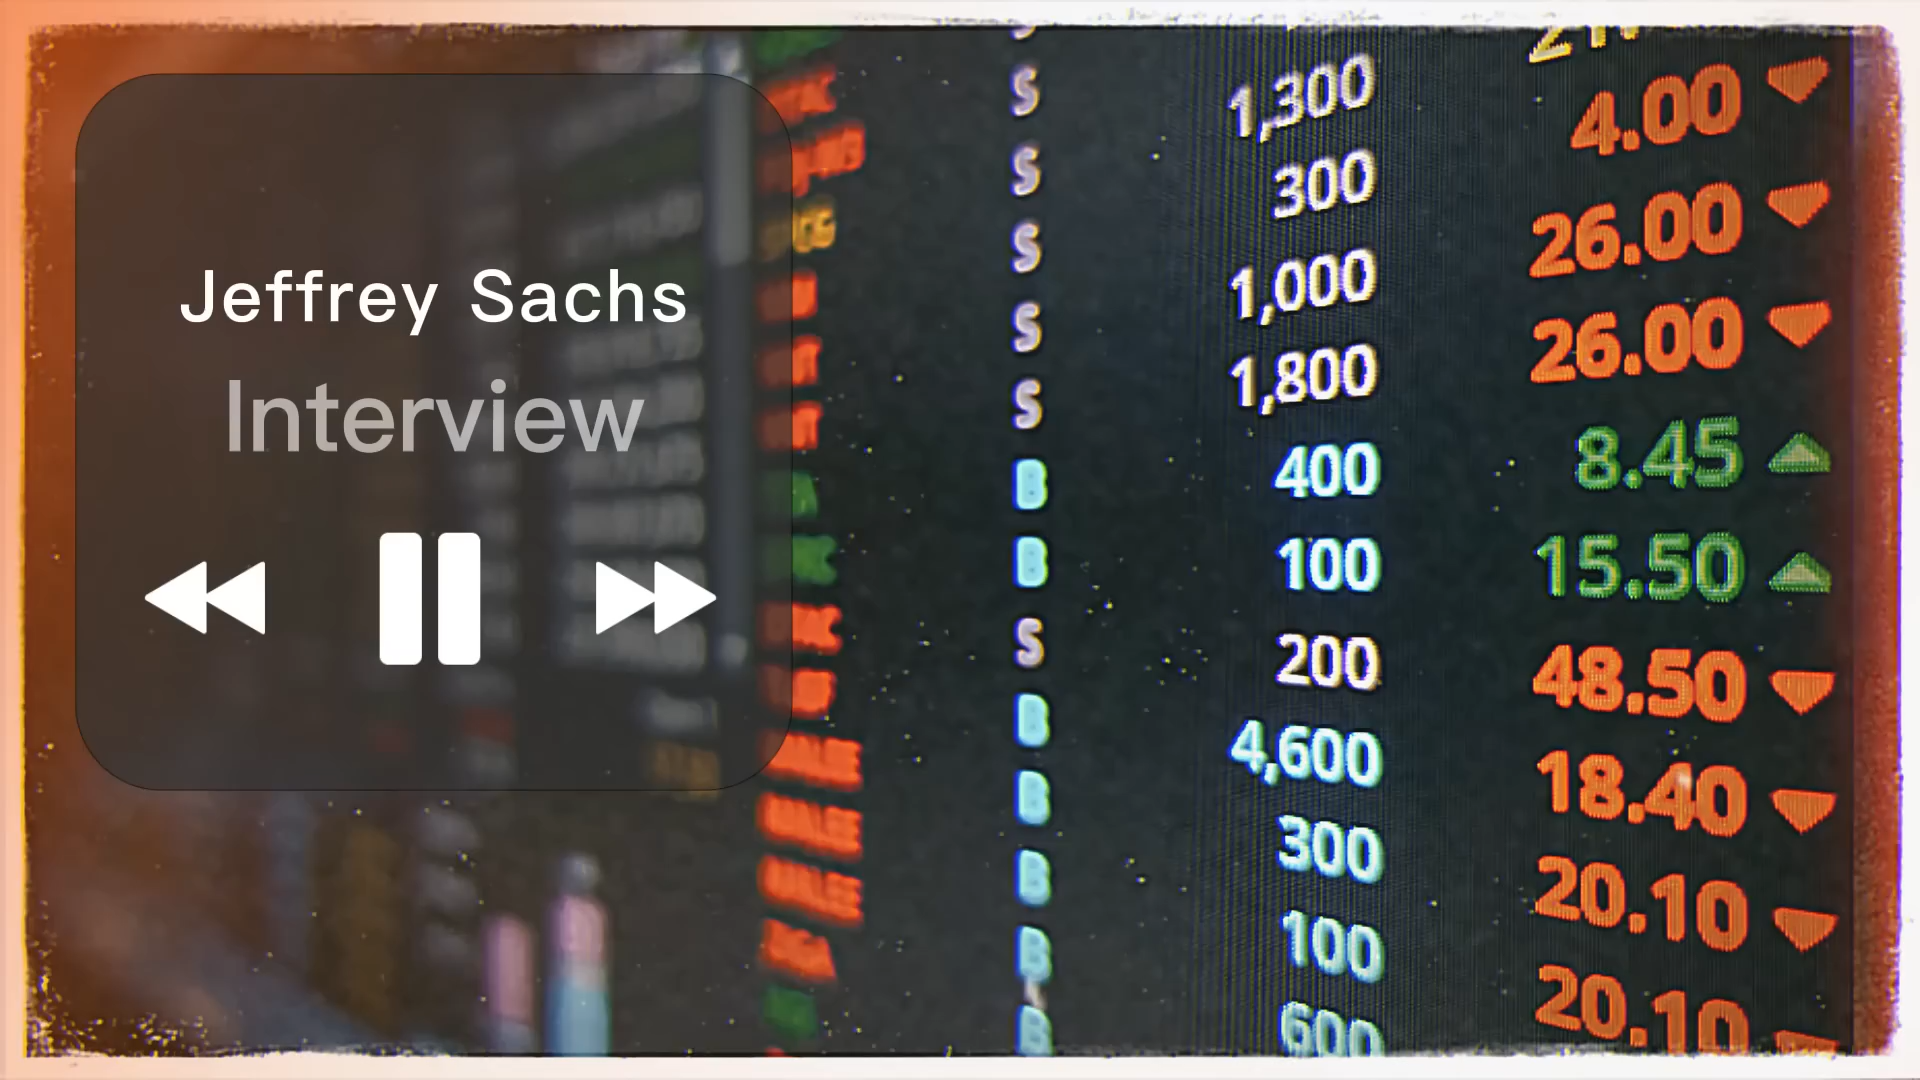 Jeffrey Sachs
Interview
S 1,300 4.00
S 300 26.00
S 1,000 26.00
S 1,800 8.45
S 400 15.50
B 100 48.50
B 200 18.40
S 4,600 20.10
B 300 20.10
B 100
B 600
B
B